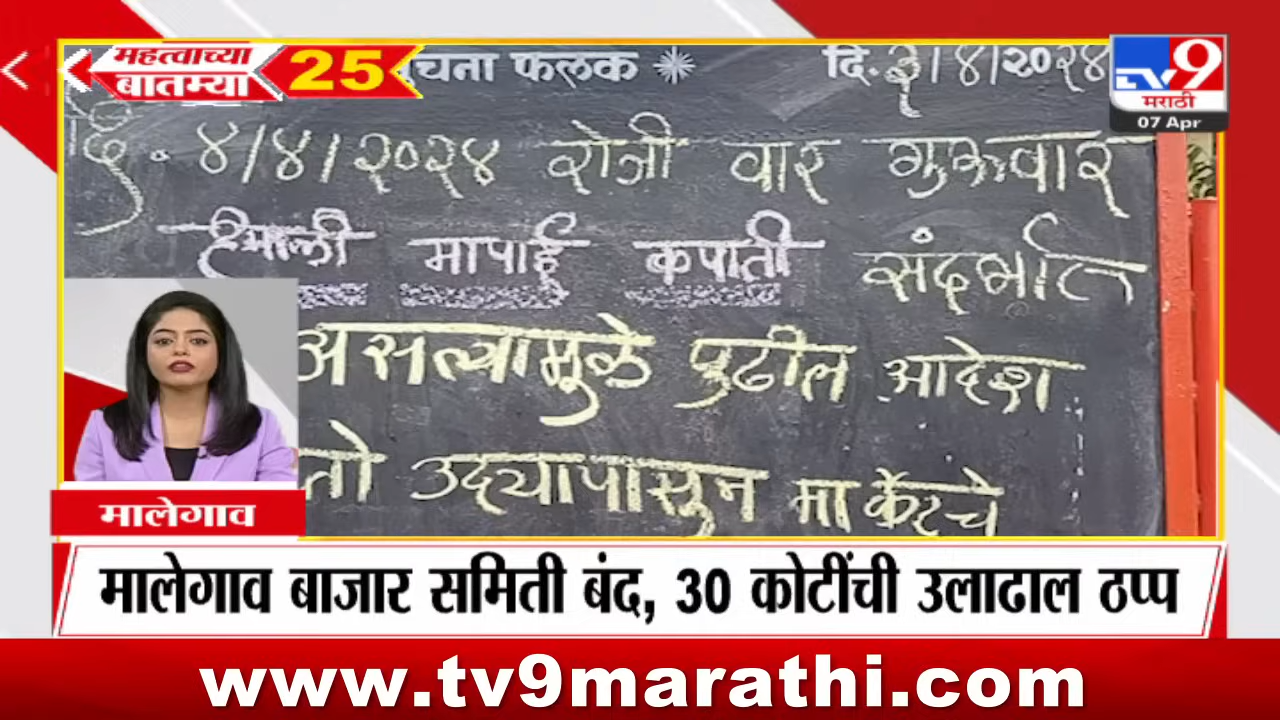 महत्वाच्या
बातम्या
25
सूचना फलक
दि. ३/४/२०२४
TV9
मराठी
07 Apr
दि. ४/४/२०२४ रोजी वार गुरुवार
हमाली मापाई कपाती संदर्भात
असल्यामुळे पुढील आदेश
तो उद्यापासून मार्केटचे
मालेगाव
मालेगाव बाजार समिती बंद, 30 कोटींची उलाढाल ठप्प
www.tv9marathi.com